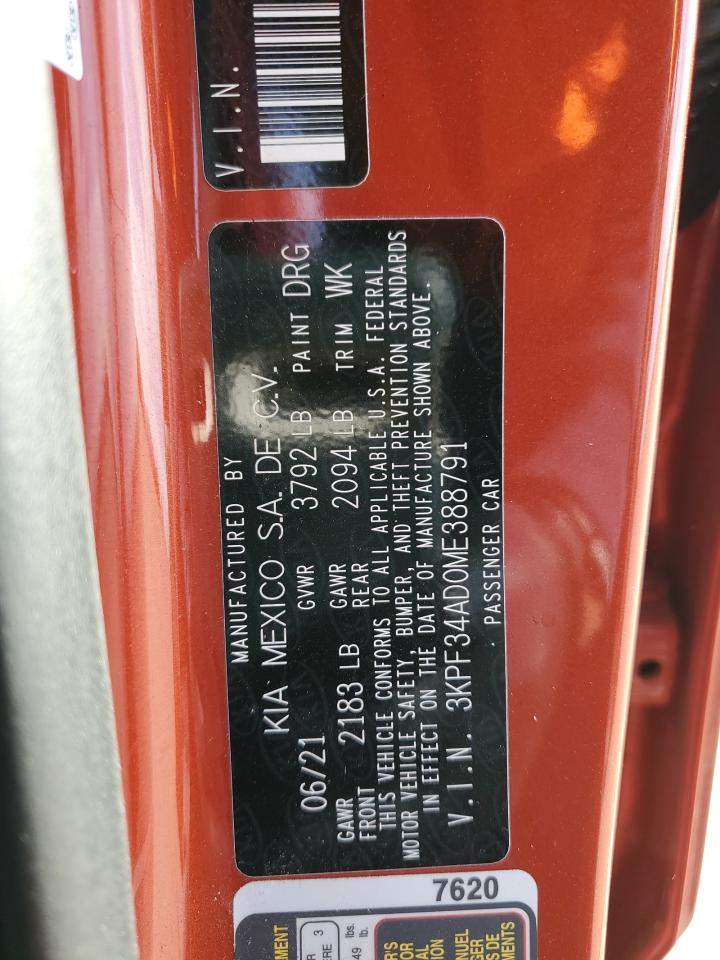 V.I.N.
MANUFACTURED BY
KIA MEXICO S.A. DE C.V.
06/21 GVWR 3792 LB PAINT DRG
GAWR FRONT 2183 LB GAWR REAR 2094 LB TRIM WK
THIS VEHICLE CONFORMS TO ALL APPLICABLE U.S.A. FEDERAL
MOTOR VEHICLE SAFETY, BUMPER, AND THEFT PREVENTION STANDARDS
IN EFFECT ON THE DATE OF MANUFACTURE SHOWN ABOVE.
V.I.N. 3KPF34AD0ME388791
PASSENGER CAR
7620